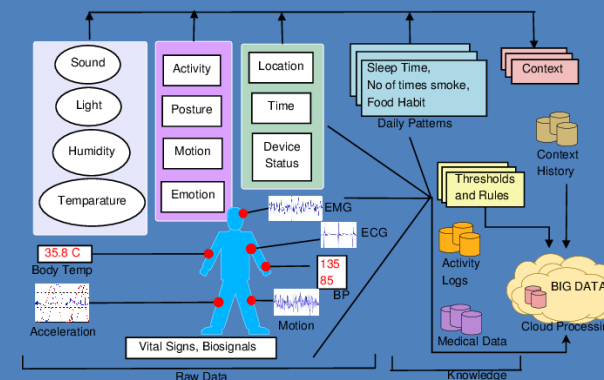 Sound
Light
Humidity
Temparature
Activity
Posture
Motion
Emotion
Location
Time
Device
Status
Sleep Time,
No of times smoke,
Food Habit
Daily Patterns
Context
Context
History
Thresholds
and Rules
EMG
ECG
35.8 C
Body Temp
135
85
BP
Acceleration
Motion
Activity
Logs
Medical Data
BIG DATA
Cloud Processing
Vital Signs, Biosignals
Raw Data
Knowledge